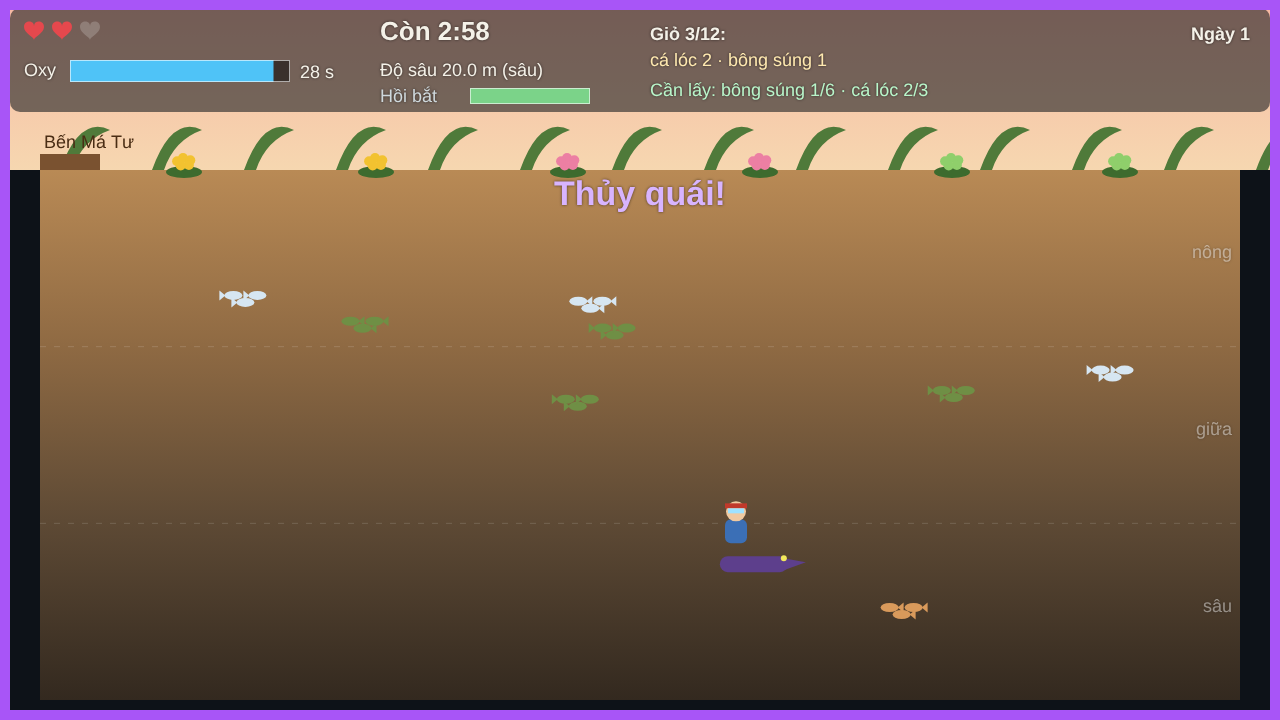 Oxy
28 s
Còn 2:58
Độ sâu 20.0 m (sâu)
Hồi bắt
Giỏ 3/12:
cá lóc 2 · bông súng 1
Cần lấy: bông súng 1/6 · cá lóc 2/3
Ngày 1
Bến Má Tư
Thủy quái!
nông
giữa
sâu